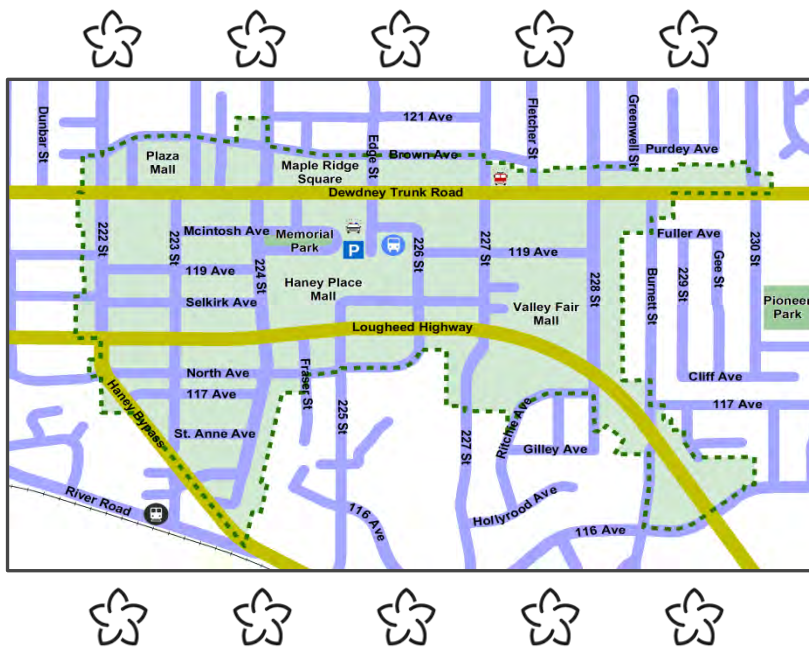 Dunbar St
121 Ave
Edge St
Fletcher St
Greenwell St
Plaza
Mall
Maple Ridge
Square
Brown Ave
Purdey Ave
Dewdney Trunk Road
222 St
223 St
Mcintosh Ave
Memorial
Park
P
224 St
226 St
227 St
119 Ave
228 St
Fuller Ave
Burnett St
229 St
Gee St
230 St
119 Ave
Haney Place
Mall
Selkirk Ave
Valley Fair
Mall
Pioneer
Park
Lougheed Highway
North Ave
Fraser St
Cliff Ave
117 Ave
225 St
Haney Bypass
117 Ave
St. Anne Ave
227 St
Ritchie Ave
Gilley Ave
River Road
116 Ave
Hollyrood Ave
116 Ave